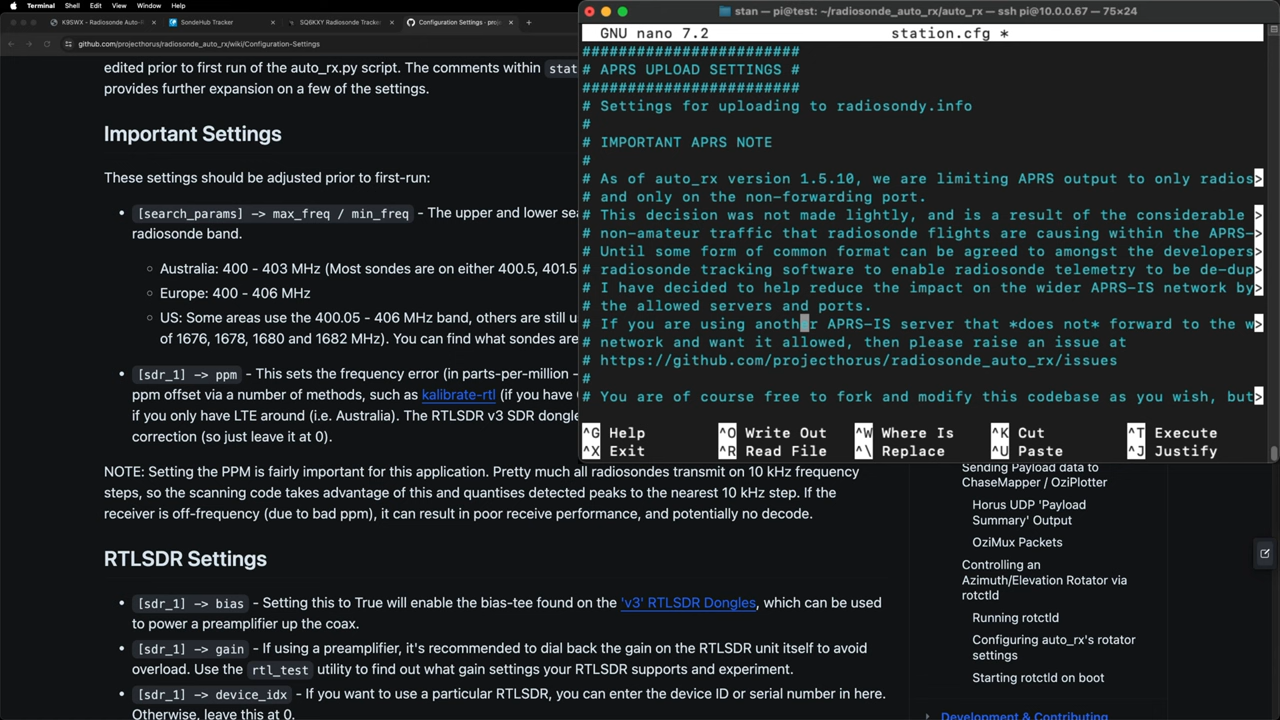 Terminal Shell Edit View Window Help
K9SWX - Radiosonde Auto-
SondeHub Tracker
SQ6KXY Radiosonde Tracker
Configuration Settings · proj
github.com/projecthorus/radiosonde_auto_rx/wiki/Configuration-Settings
edited prior to first run of the auto_rx.py script. The comments within stat
provides further expansion on a few of the settings.
Important Settings
These settings should be adjusted prior to first-run:
[search_params] -> max_freq / min_freq - The upper and lower sea
radiosonde band.
Australia: 400 - 403 MHz (Most sondes are on either 400.5, 401.5
Europe: 400 - 406 MHz
US: Some areas use the 400.05 - 406 MHz band, others are still u
of 1676, 1678, 1680 and 1682 MHz). You can find what sondes are
[sdr_1] -> ppm - This sets the frequency error (in parts-per-million -
ppm offset via a number of methods, such as kalibrate-rtl (if you have
if you only have LTE around (i.e. Australia). The RTLSDR v3 SDR dongle
correction (so just leave it at 0).
NOTE: Setting the PPM is fairly important for this application. Pretty much all radiosondes transmit on 10 kHz frequency
steps, so the scanning code takes advantage of this and quantises detected peaks to the nearest 10 kHz step. If the
receiver is off-frequency (due to bad ppm), it can result in poor receive performance, and potentially no decode.
RTLSDR Settings
[sdr_1] -> bias - Setting this to True will enable the bias-tee found on the 'v3' RTLSDR Dongles, which can be used
to power a preamplifier up the coax.
[sdr_1] -> gain - If using a preamplifier, it's recommended to dial back the gain on the RTLSDR unit itself to avoid
overload. Use the rtl_test utility to find out what gain settings your RTLSDR supports and experiment.
[sdr_1] -> device_idx - If you want to use a particular RTLSDR, you can enter the device ID or serial number in here.
Otherwise, leave this at 0.
stan — pi@test: ~/radiosonde_auto_rx/auto_rx — ssh pi@10.0.0.67 — 75×24
GNU nano 7.2 station.cfg *
########################
# APRS UPLOAD SETTINGS #
########################
# Settings for uploading to radiosondy.info
#
# IMPORTANT APRS NOTE
#
# As of auto_rx version 1.5.10, we are limiting APRS output to only radios>
# and only on the non-forwarding port.
# This decision was not made lightly, and is a result of the considerable >
# non-amateur traffic that radiosonde flights are causing within the APRS->
# Until some form of common format can be agreed to amongst the developers>
# radiosonde tracking software to enable radiosonde telemetry to be de-dup>
# I have decided to help reduce the impact on the wider APRS-IS network by>
# the allowed servers and ports.
# If you are using another APRS-IS server that *does not* forward to the w>
# network and want it allowed, then please raise an issue at
# https://github.com/projecthorus/radiosonde_auto_rx/issues
#
# You are of course free to fork and modify this codebase as you wish, but>
^G Help ^O Write Out ^W Where Is ^K Cut ^T Execute
^X Exit ^R Read File ^\ Replace ^U Paste ^J Justify
Sending Payload data to
ChaseMapper / OziPlotter
Horus UDP 'Payload
Summary' Output
OziMux Packets
Controlling an
Azimuth/Elevation Rotator via
rotctld
Running rotctld
Configuring auto_rx's rotator
settings
Starting rotctld on boot
Development & Contributing